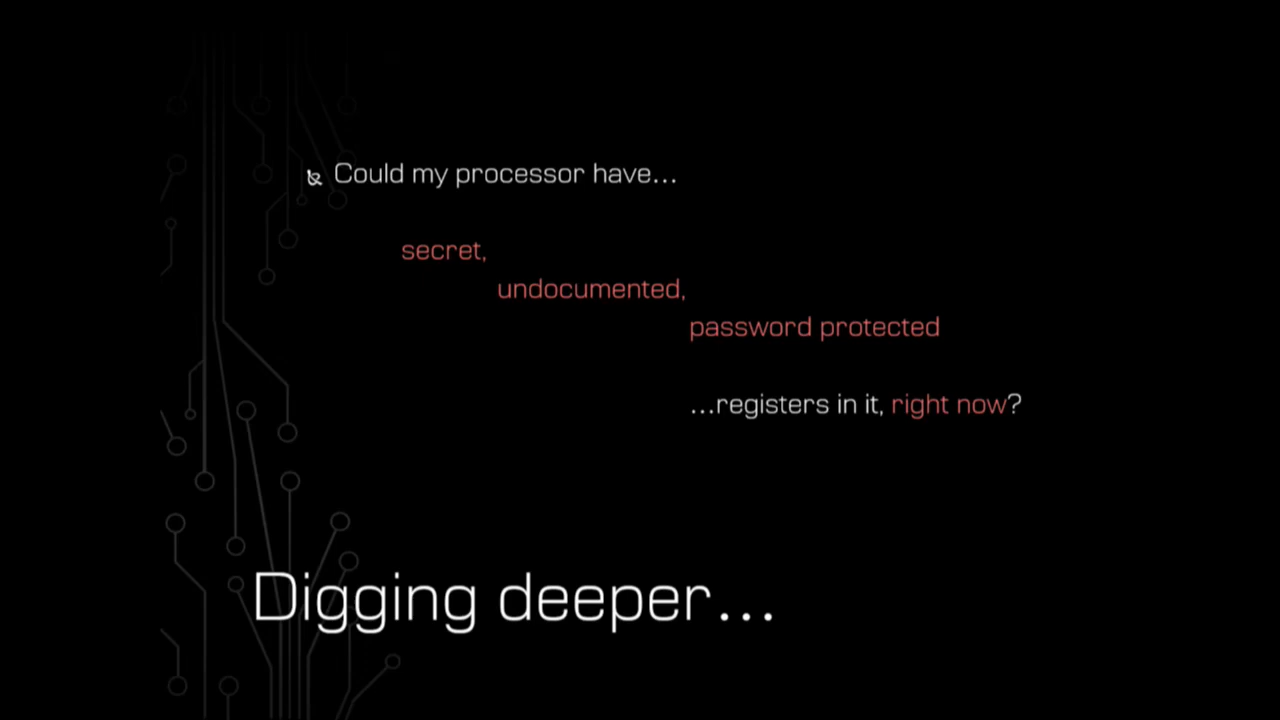 Could my processor have...
secret,
undocumented,
password protected
...registers in it, right now?
Digging deeper...